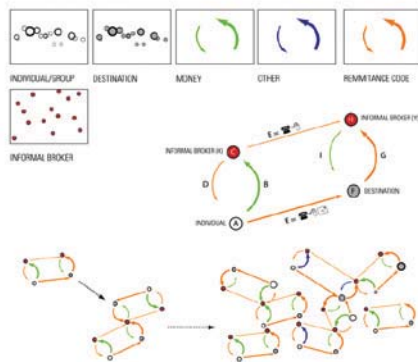 INDIVIDUAL/GROUP
DESTINATION
MONEY
OTHER
REMMITANCE CODE
INFORMAL BROKER
INFORMAL BROKER (Y)
E =
INFORMAL BROKER (X)
C
H
D
B
I
G
F
DESTINATION
INDIVIDUAL
A
E =